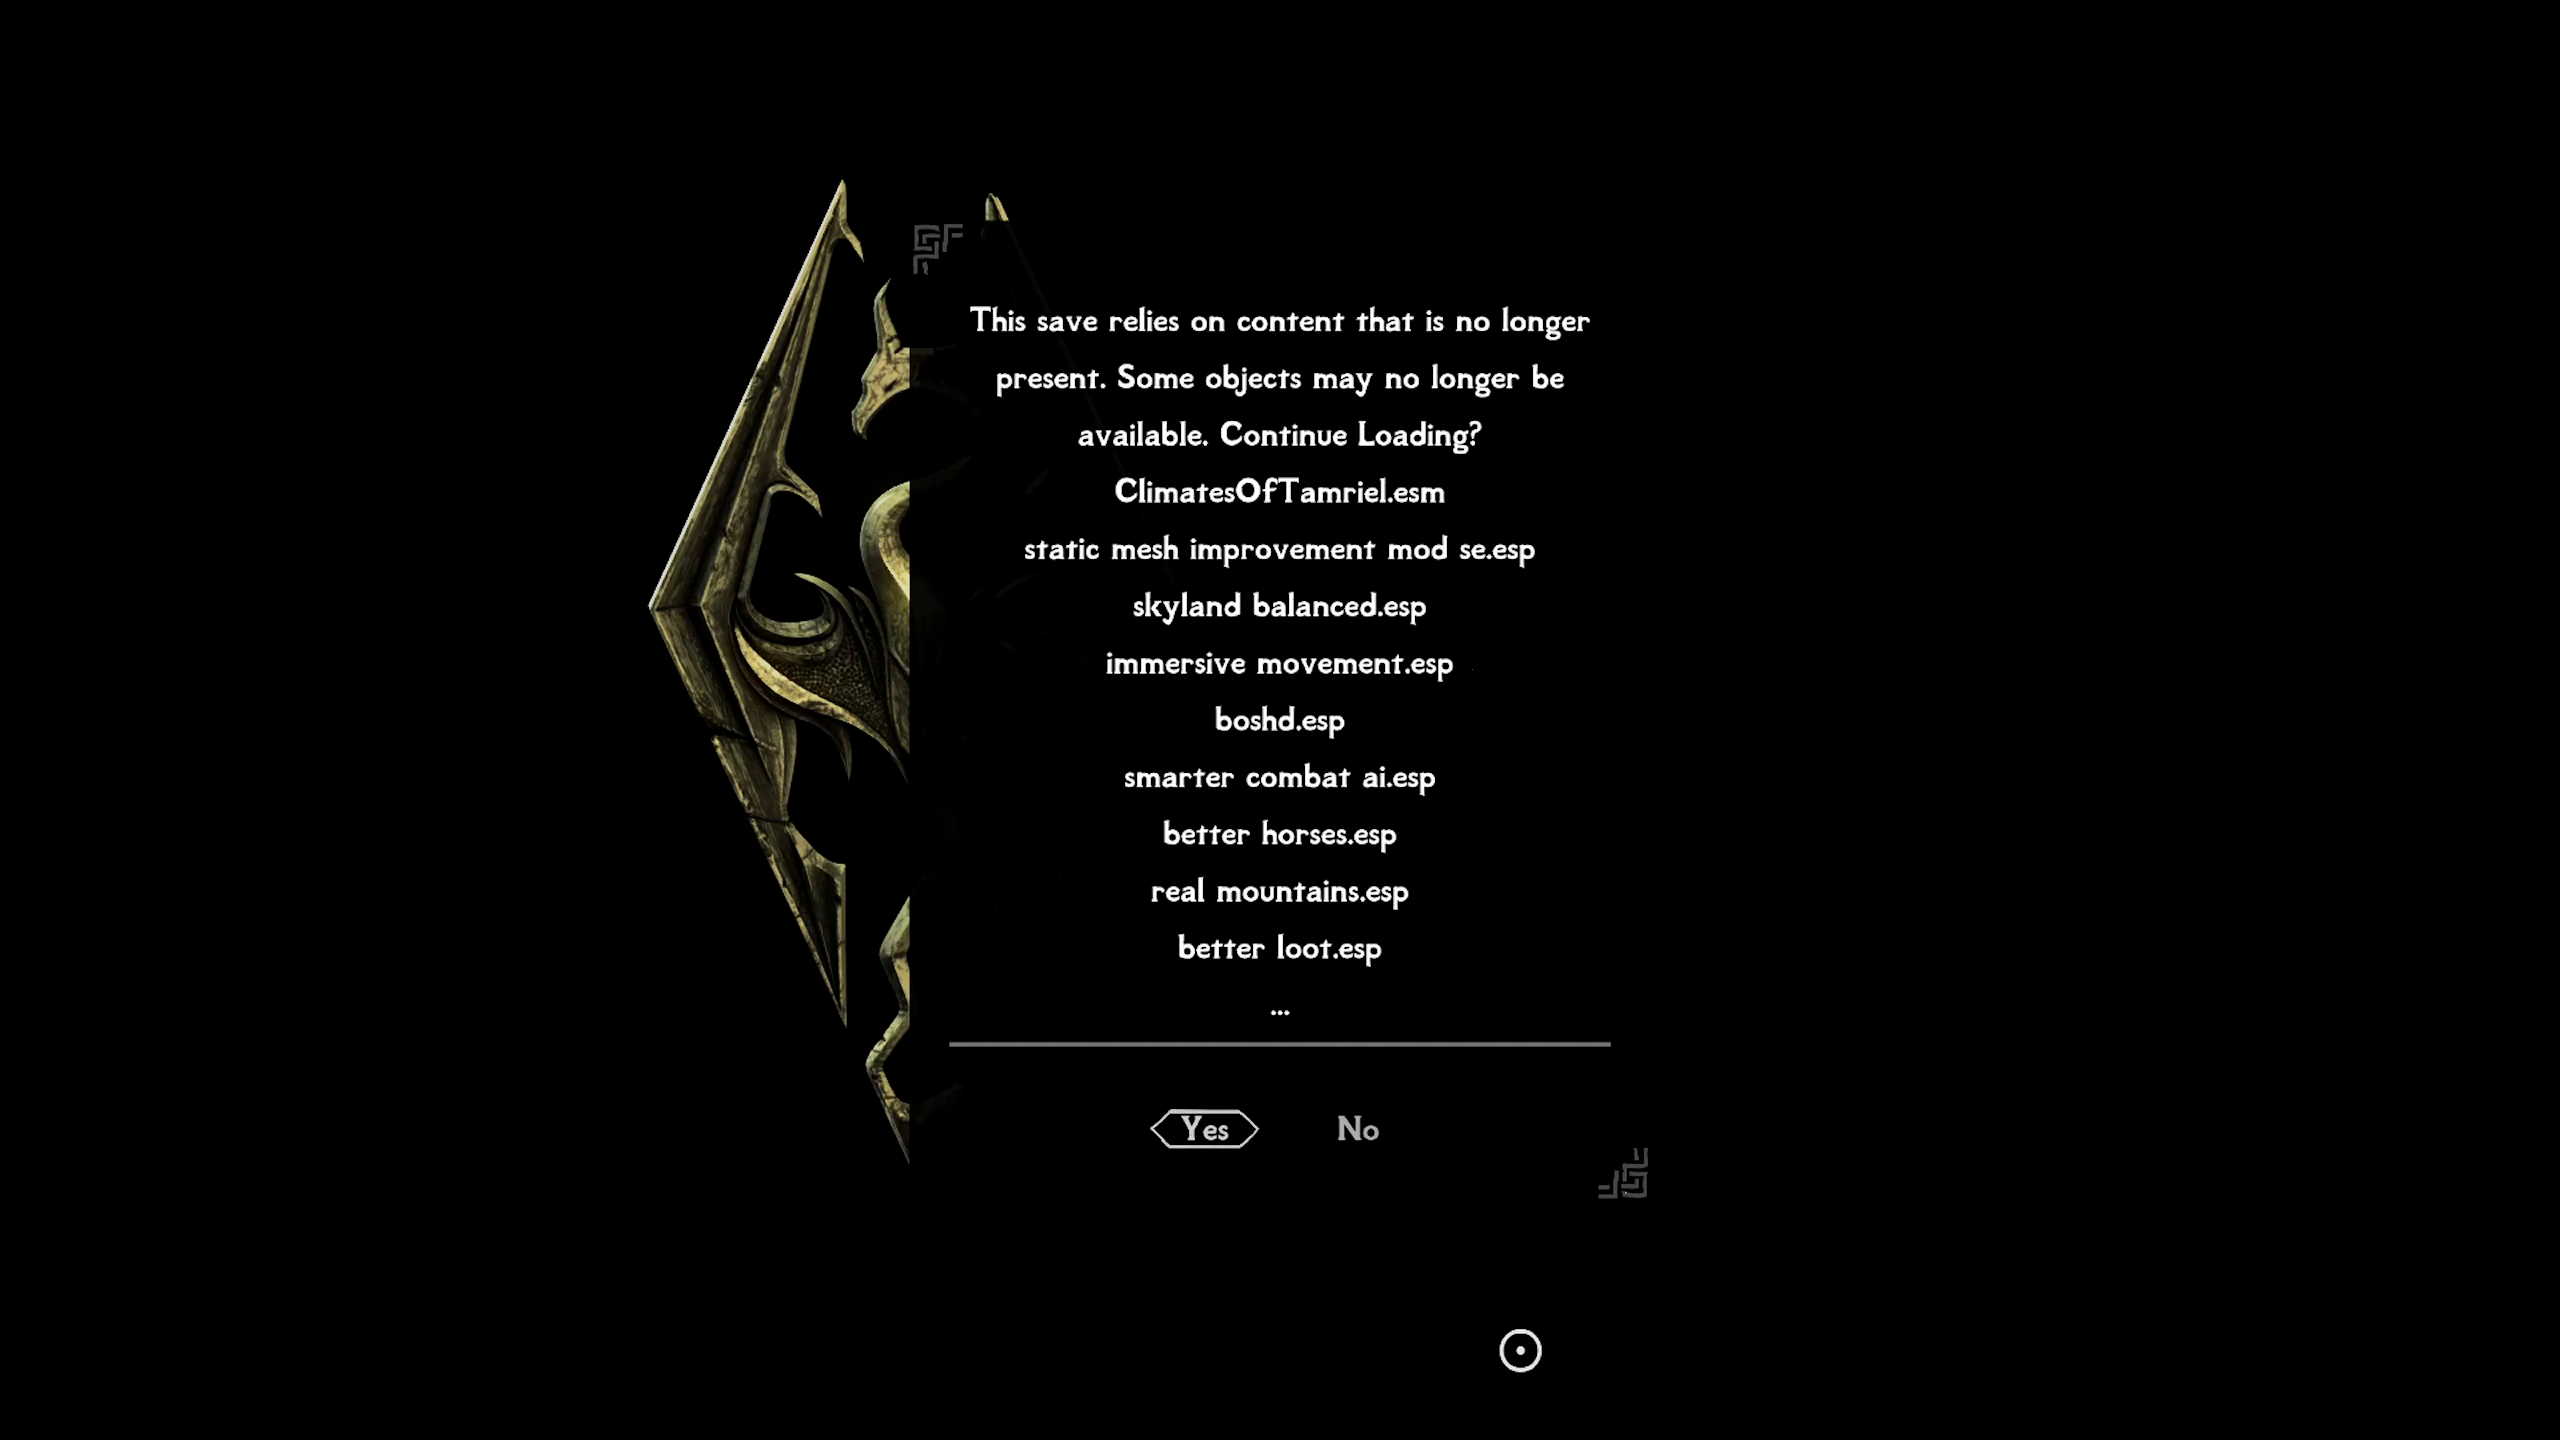 This save relies on content that is no longer
present. Some objects may no longer be
available. Continue Loading?
ClimatesOfTamriel.esm
static mesh improvement mod se.esp
skyland balanced.esp
immersive movement.esp
boshd.esp
smarter combat ai.esp
better horses.esp
real mountains.esp
better loot.esp
...
Yes No